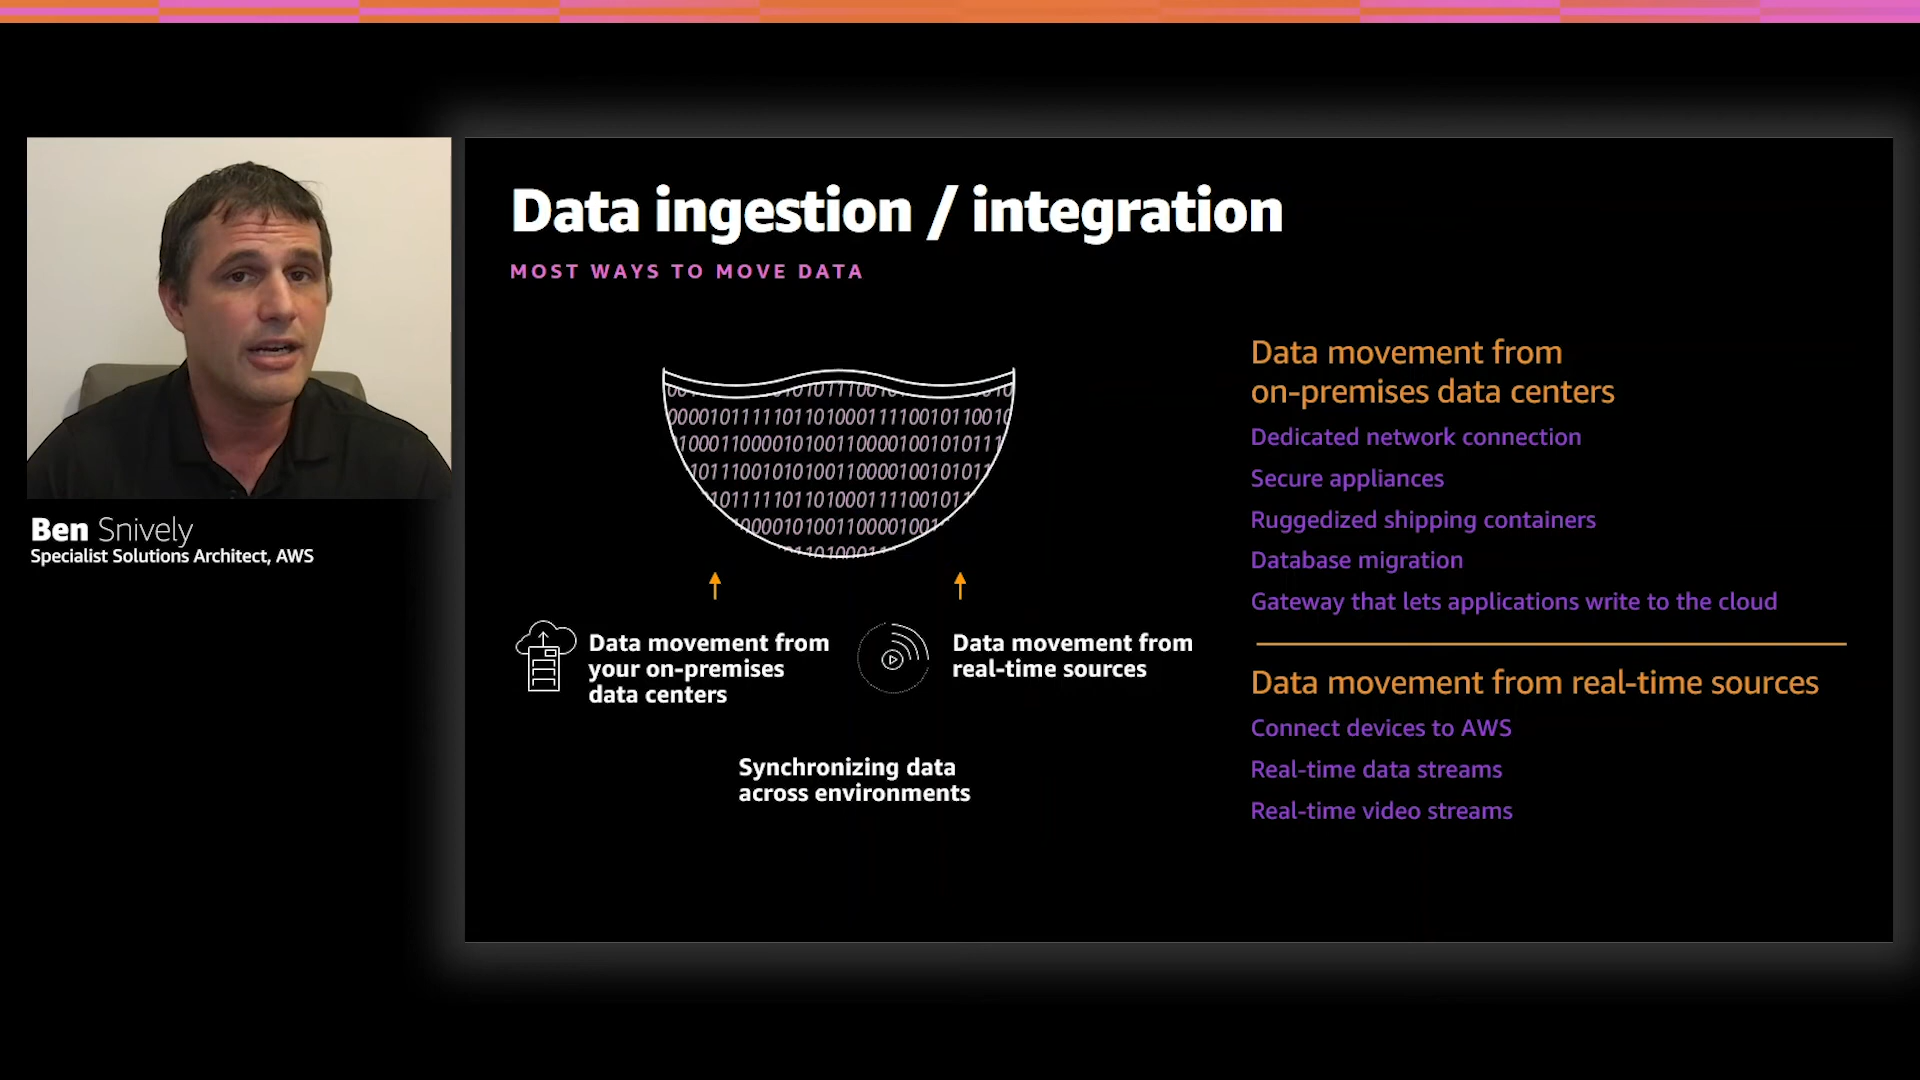 Data ingestion / integration
MOST WAYS TO MOVE DATA
Ben Snively
Specialist Solutions Architect, AWS
000010111110110100011110010110010
1000110000101001100001001010111
10111001010100110000100101011
Data movement from
your on-premises
data centers
Data movement from
real-time sources
Synchronizing data
across environments
Data movement from
on-premises data centers
Dedicated network connection
Secure appliances
Ruggedized shipping containers
Database migration
Gateway that lets applications write to the cloud
Data movement from real-time sources
Connect devices to AWS
Real-time data streams
Real-time video streams